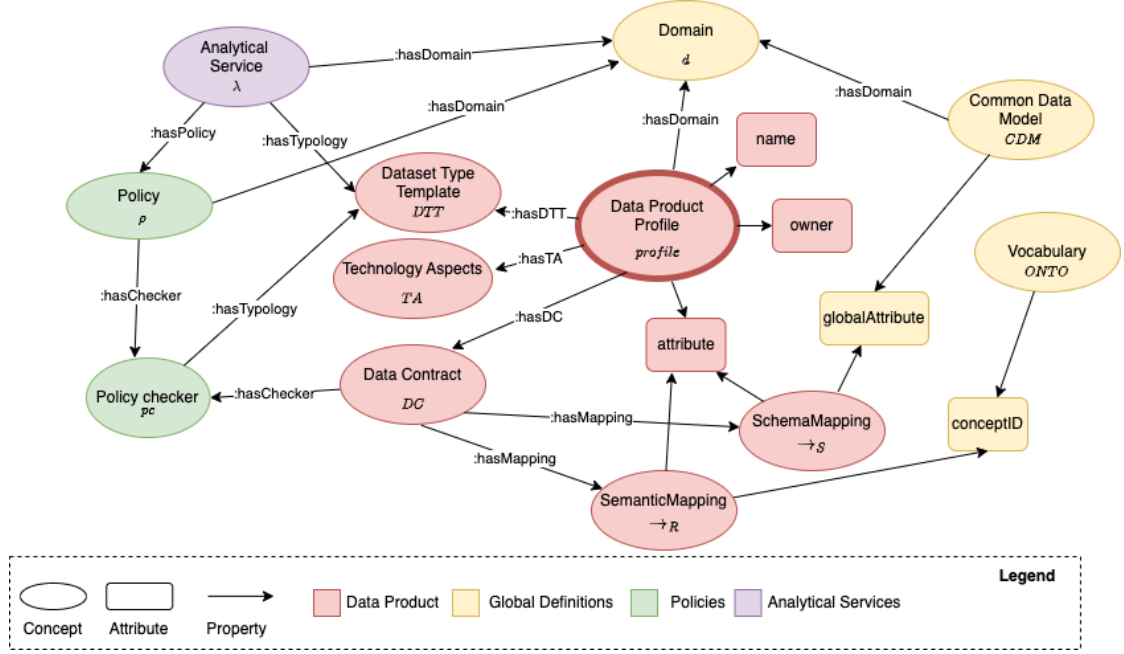 Analytical
Service
λ
:hasDomain
Domain
d
:hasDomain
:hasDomain
:hasDomain
Common Data
Model
CDM
:hasPolicy
:hasTypology
name
Policy
ρ
Dataset Type
Template
DTT
:hasDTT
Data Product
Profile
profile
owner
Vocabulary
ONTO
Technology Aspects
TA
:hasTA
:hasChecker
:hasTypology
:hasDC
globalAttribute
attribute
Policy checker
pc
:hasChecker
Data Contract
DC
:hasMapping
SchemaMapping
→S
conceptID
:hasMapping
SemanticMapping
→R
Legend
Data Product
Global Definitions
Policies
Analytical Services
Concept
Attribute
Property